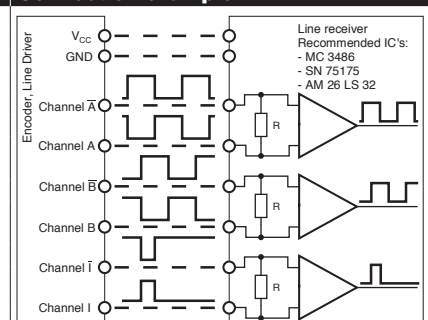 Encoder, Line Driver
V_CC
GND
Channel A̅
Channel A
Channel B̅
Channel B
Channel I̅
Channel I
Line receiver
Recommended IC's:
- MC 3486
- SN 75175
- AM 26 LS 32
R
R
R